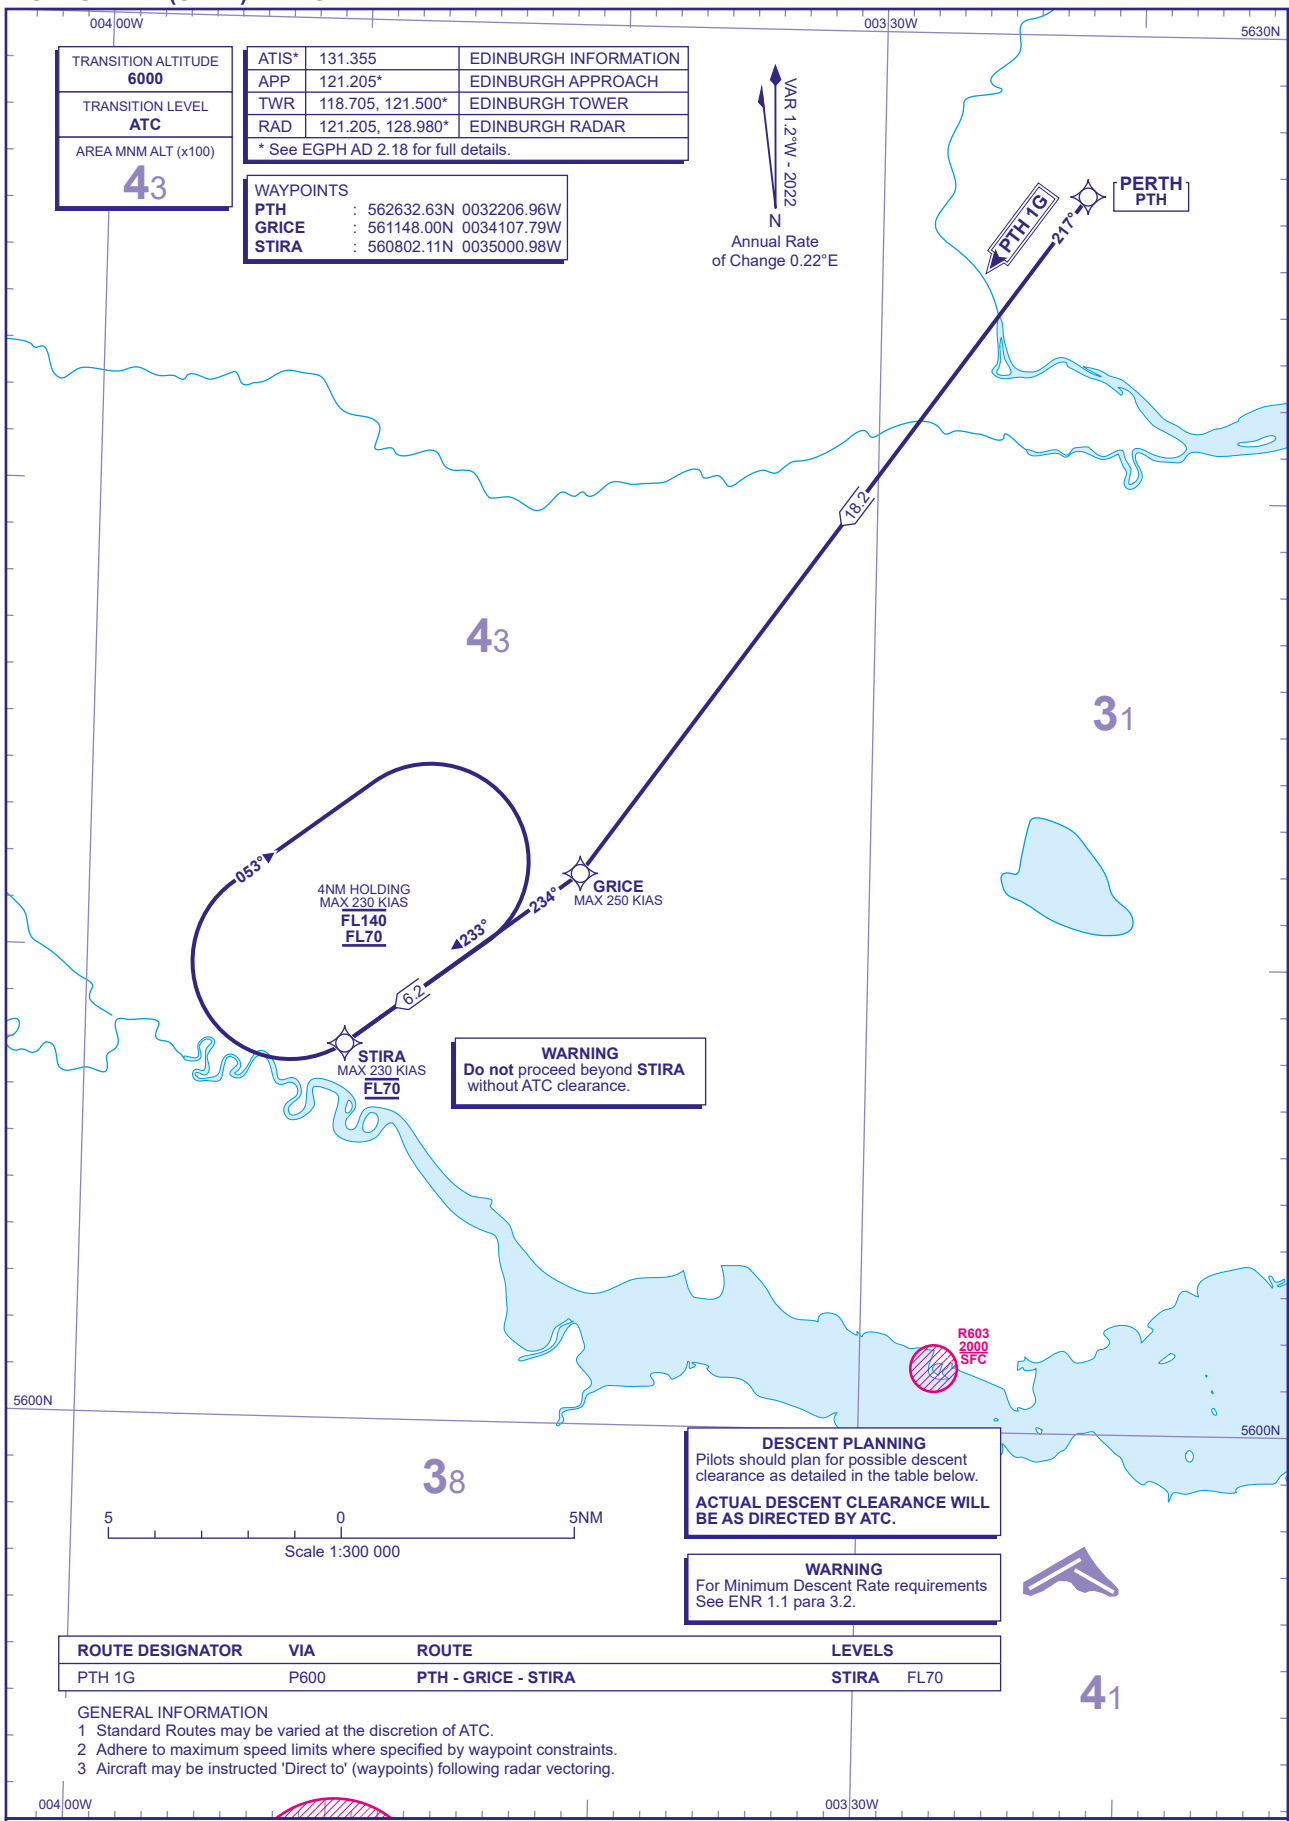 004 00W
003 30W
5630N
TRANSITION ALTITUDE
6000
TRANSITION LEVEL
ATC
AREA MNM ALT (x100)
43
ATIS* 131.355 EDINBURGH INFORMATION
APP 121.205* EDINBURGH APPROACH
TWR 118.705, 121.500* EDINBURGH TOWER
RAD 121.205, 128.980* EDINBURGH RADAR
* See EGPH AD 2.18 for full details.
WAYPOINTS
PTH : 562632.63N 0032206.96W
GRICE : 561148.00N 0034107.79W
STIRA : 560802.11N 0035000.98W
VAR 1.2°W - 2022
N
Annual Rate
of Change 0.22°E
PERTH
PTH
PTH 1G
217°
18.2
43
31
053°
4NM HOLDING
MAX 230 KIAS
FL140
FL70
GRICE
MAX 250 KIAS
234°
233°
6.2
STIRA
MAX 230 KIAS
FL70
WARNING
Do not proceed beyond STIRA
without ATC clearance.
R603
2000
SFC
5600N
5600N
38
DESCENT PLANNING
Pilots should plan for possible descent
clearance as detailed in the table below.
ACTUAL DESCENT CLEARANCE WILL
BE AS DIRECTED BY ATC.
5 0 5NM
Scale 1:300 000
WARNING
For Minimum Descent Rate requirements
See ENR 1.1 para 3.2.
ROUTE DESIGNATOR VIA ROUTE LEVELS
PTH 1G P600 PTH - GRICE - STIRA STIRA FL70
41
GENERAL INFORMATION
1 Standard Routes may be varied at the discretion of ATC.
2 Adhere to maximum speed limits where specified by waypoint constraints.
3 Aircraft may be instructed 'Direct to' (waypoints) following radar vectoring.
004 00W
003 30W